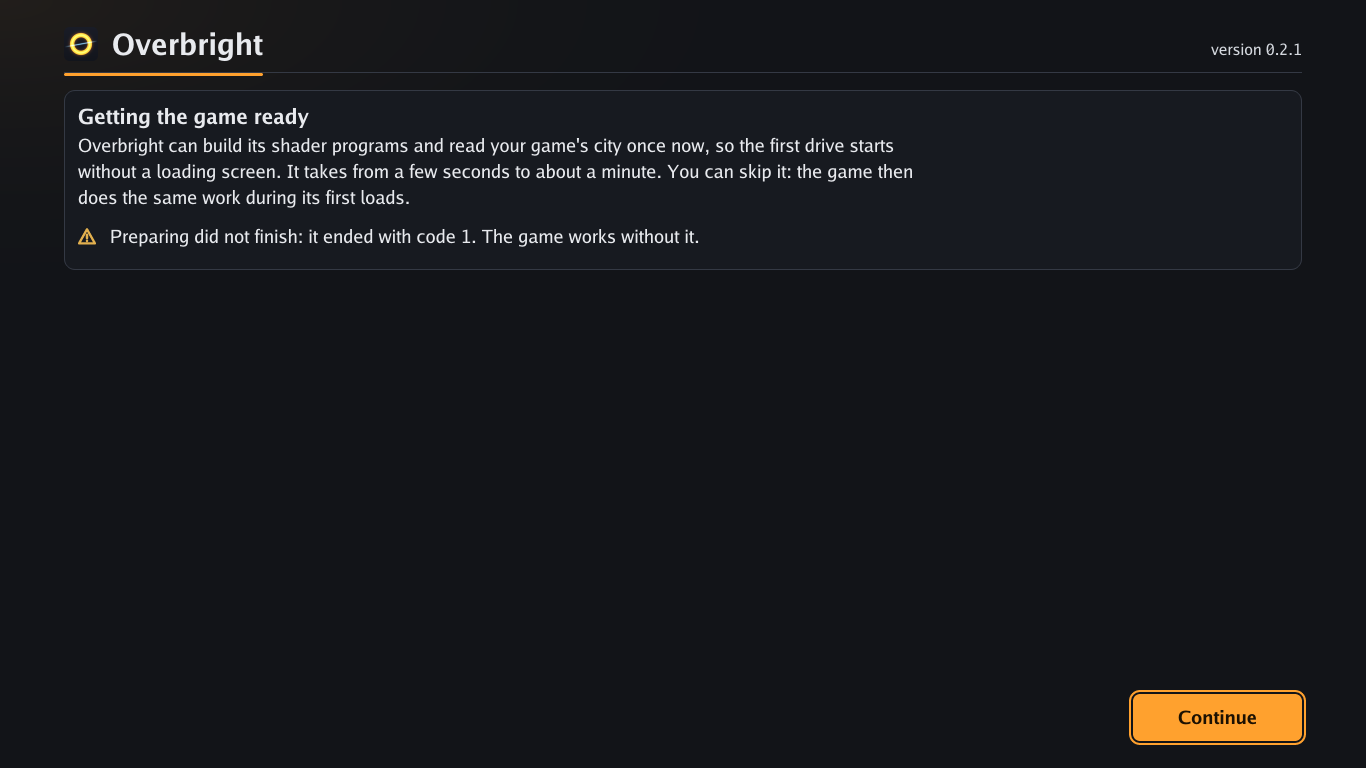 Overbright
version 0.2.1
Getting the game ready
Overbright can build its shader programs and read your game's city once now, so the first drive starts
without a loading screen. It takes from a few seconds to about a minute. You can skip it: the game then
does the same work during its first loads.
Preparing did not finish: it ended with code 1. The game works without it.
Continue